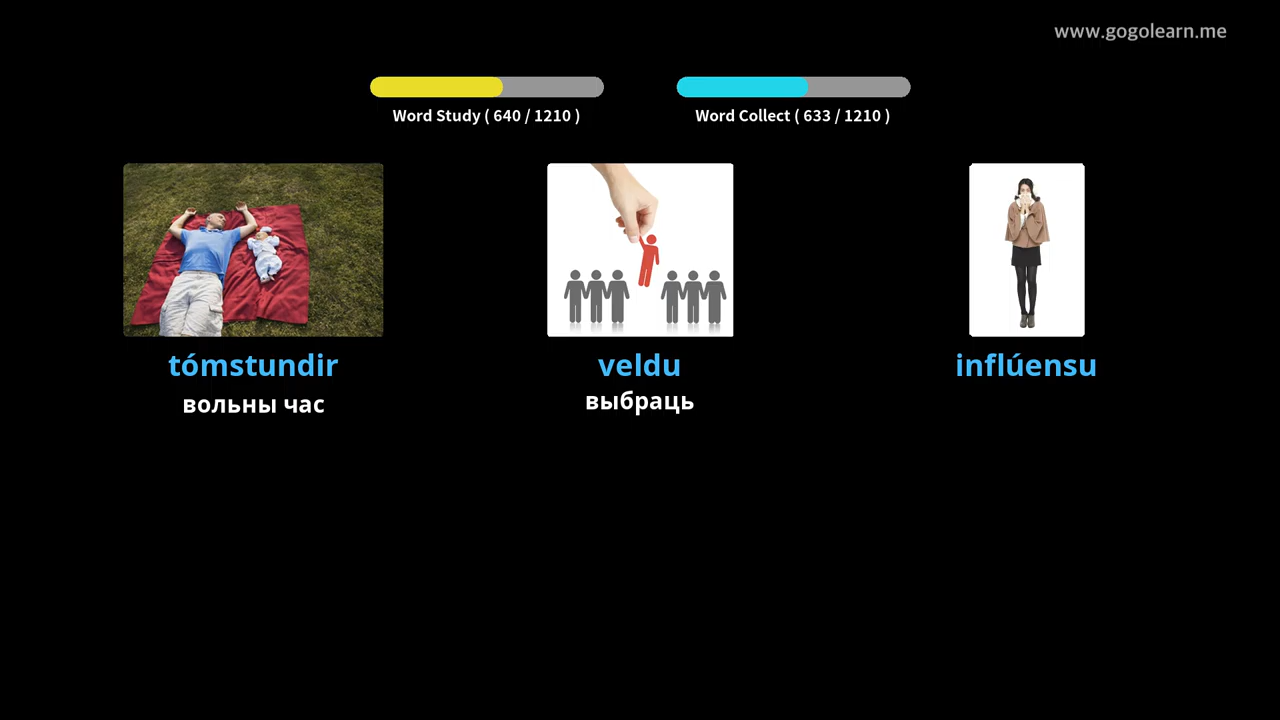 www.gogolearn.me
Word Study ( 640 / 1210 )
Word Collect ( 633 / 1210 )
tómstundir
вольны час
veldu
выбраць
inflúensu